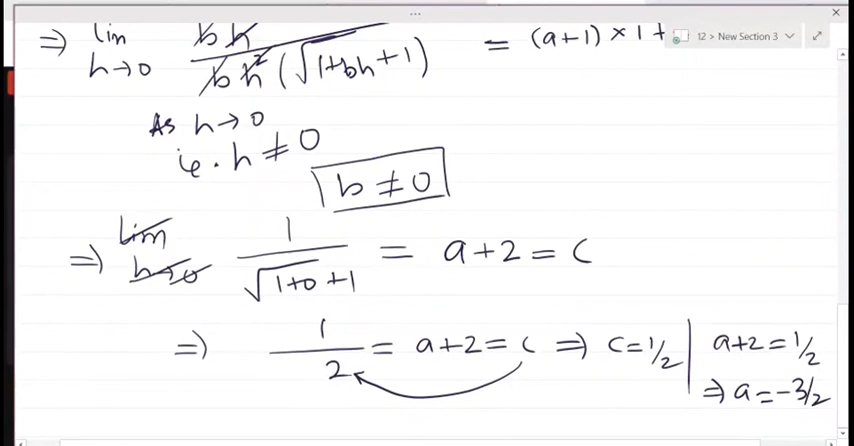 ⇒ lim h→0 bh / bh²(√1+bh +1) = (a+1) × 1 +
12 > New Section 3
As h→0
ie. h ≠ 0
b ≠ 0
⇒ lim h→0 1 / √1+0 +1 = a+2 = c
⇒ 1/2 = a+2 = c ⇒ c = 1/2 | a+2 = 1/2
⇒ a = -3/2